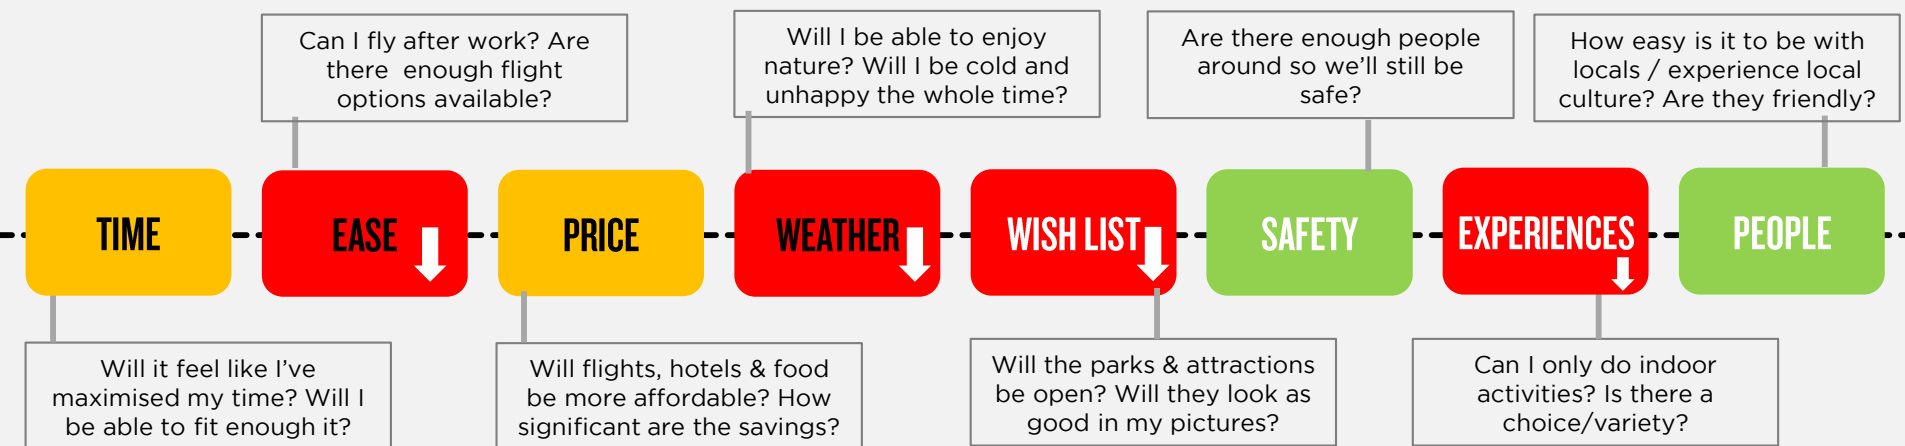 Can I fly after work? Are
there  enough flight
options available?
Will I be able to enjoy
nature? Will I be cold and
unhappy the whole time?
Are there enough people
around so we'll still be
safe?
How easy is it to be with
locals / experience local
culture? Are they friendly?
TIME
EASE
PRICE
WEATHER
WISH LIST
SAFETY
EXPERIENCES
PEOPLE
Will it feel like I've
maximised my time? Will I
be able to fit enough it?
Will flights, hotels & food
be more affordable? How
significant are the savings?
Will the parks & attractions
be open? Will they look as
good in my pictures?
Can I only do indoor
activities? Is there a
choice/variety?